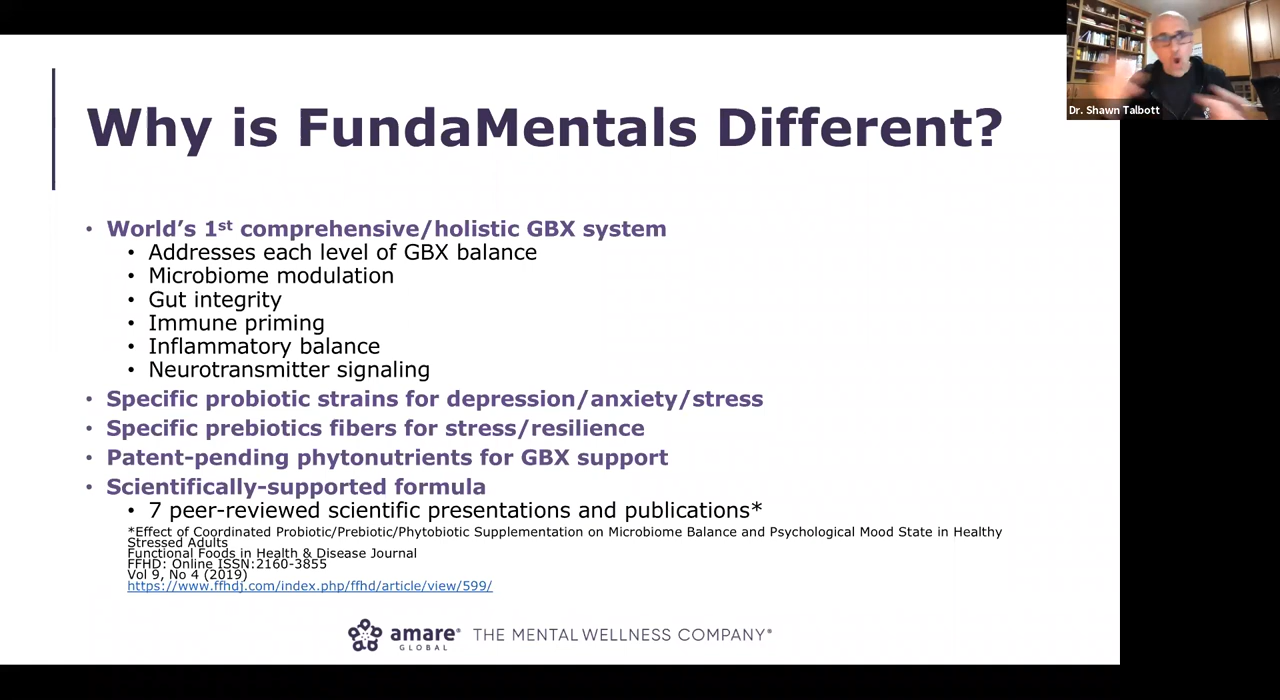 Why is FundaMentals Different?
Dr. Shawn Talbott
• World's 1st comprehensive/holistic GBX system
• Addresses each level of GBX balance
• Microbiome modulation
• Gut integrity
• Immune priming
• Inflammatory balance
• Neurotransmitter signaling
• Specific probiotic strains for depression/anxiety/stress
• Specific prebiotics fibers for stress/resilience
• Patent-pending phytonutrients for GBX support
• Scientifically-supported formula
• 7 peer-reviewed scientific presentations and publications*
*Effect of Coordinated Probiotic/Prebiotic/Phytobiotic Supplementation on Microbiome Balance and Psychological Mood State in Healthy
Stressed Adults
Functional Foods in Health & Disease Journal
FFHD: Online ISSN:2160-3855
Vol 9, No 4 (2019)
https://www.ffhdj.com/index.php/ffhd/article/view/599/
amare® THE MENTAL WELLNESS COMPANY®
GLOBAL